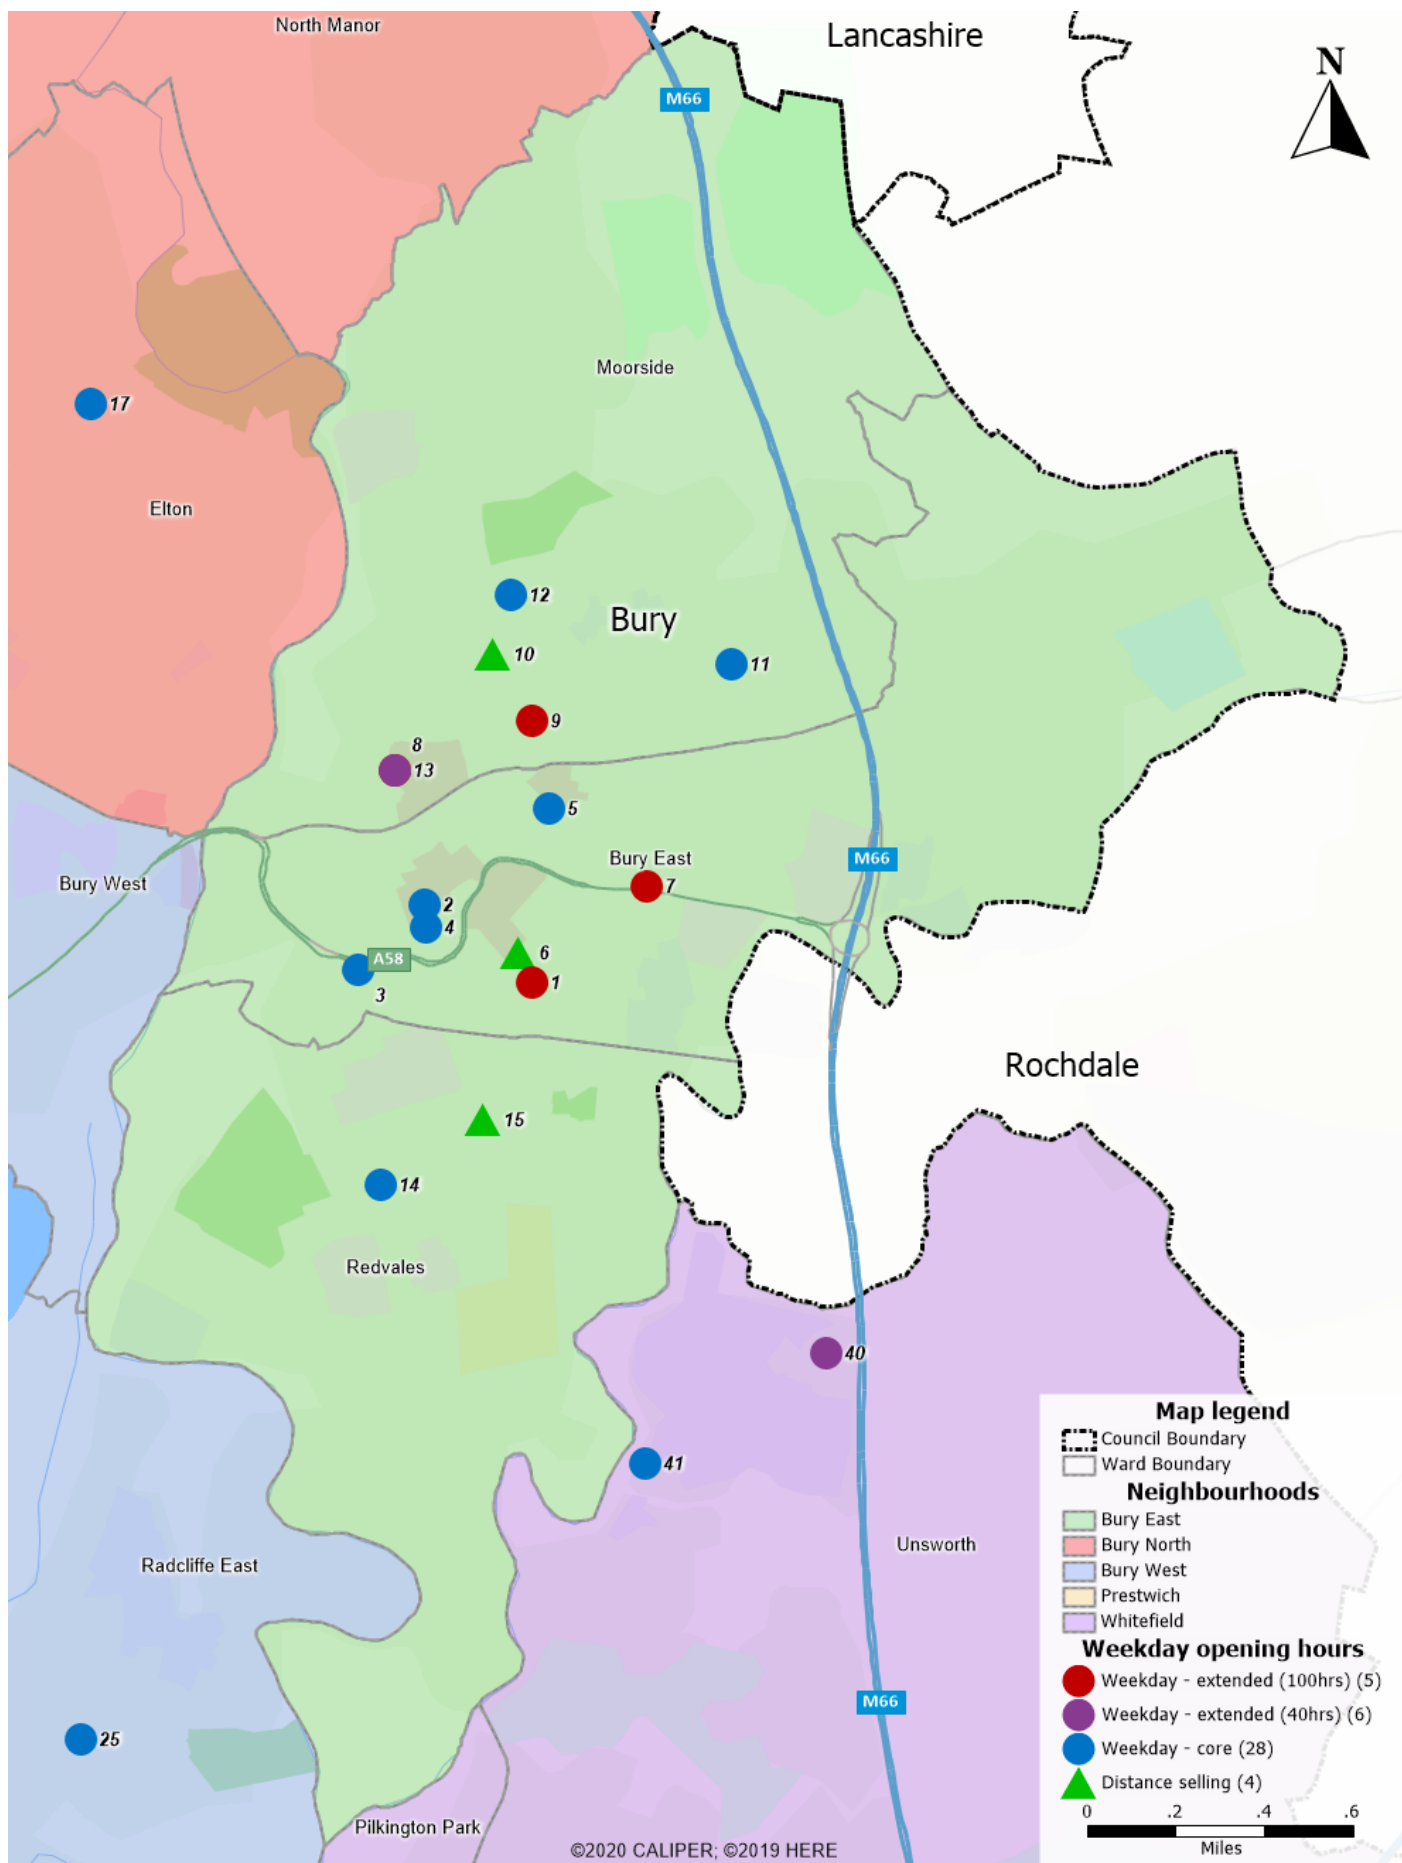 North Manor
Lancashire
N
M66
Moorside
17
Elton
12
Bury
10
11
9
8
13
5
Bury East
M66
7
Bury West
2
4
A58
6
3
1
Rochdale
15
14
Redvales
40
41
Unsworth
Radcliffe East
M66
25
Pilkington Park
Map legend
Council Boundary
Ward Boundary
Neighbourhoods
Bury East
Bury North
Bury West
Prestwich
Whitefield
Weekday opening hours
Weekday - extended (100hrs) (5)
Weekday - extended (40hrs) (6)
Weekday - core (28)
Distance selling (4)
0 .2 .4 .6
Miles
©2020 CALIPER; ©2019 HERE